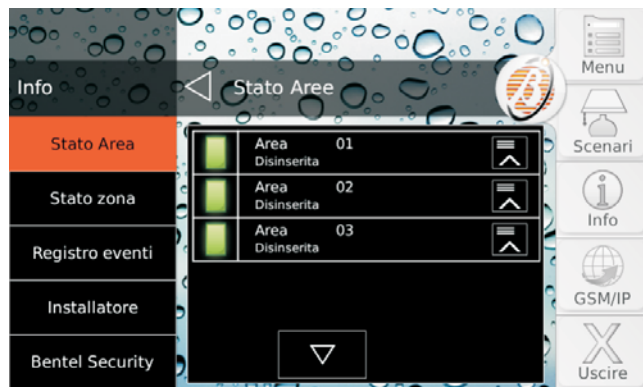 Info
Stato Aree
Stato Area
Stato zona
Registro eventi
Installatore
Bentel Security
Area 01
Disinserita
Area 02
Disinserita
Area 03
Disinserita
Menu
Scenari
Info
GSM/IP
Uscire